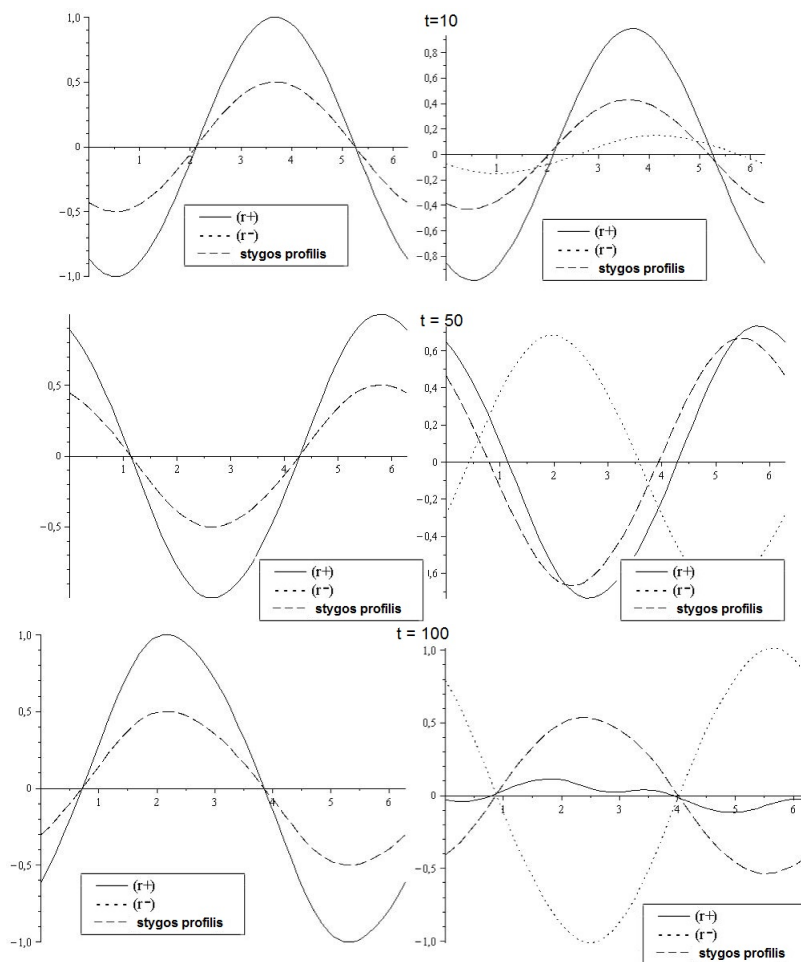 t=10
1,0
0,5
0
-0,5
-1,0
1 2 3 4 5 6
(r+)
(r-)
stygos profilis
0,8
0,6
0,4
0,2
0
-0,2
-0,4
-0,6
-0,8
1 2 3 4 5 6
(r+)
(r-)
stygos profilis
t = 50
0,5
0
-0,5
1 2 3 4 5 6
(r+)
(r-)
stygos profilis
0,6
0,4
0,2
0
-0,2
-0,4
0,6
1 2 3 4 5 6
(r+)
(r-)
stygos profilis
t = 100
1,0
0,5
0
-0,5
-1,0
1 2 3 4 5 6
(r+)
(r-)
stygos profilis
1,0
0,5
0
-0,5
-1,0
1 2 3 4 5 6
(r+)
(r-)
stygos profilis